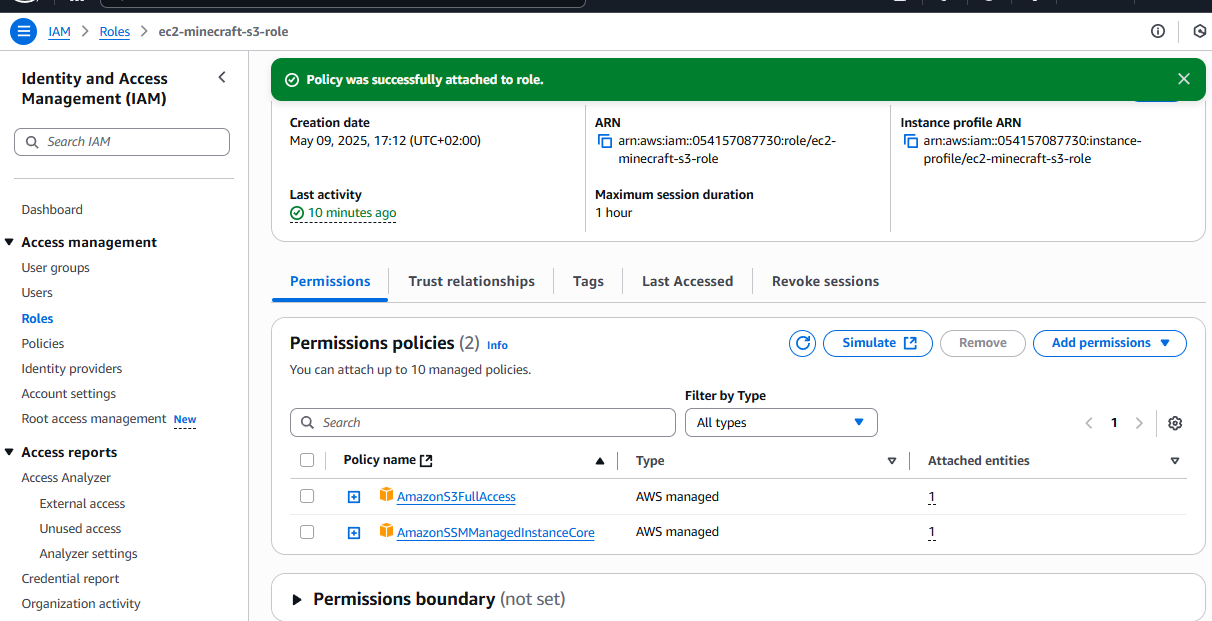 IAM > Roles > ec2-minecraft-s3-role
Identity and Access
Management (IAM)
Search IAM
Dashboard
Access management
User groups
Users
Roles
Policies
Identity providers
Account settings
Root access management New
Access reports
Access Analyzer
External access
Unused access
Analyzer settings
Credential report
Organization activity
Policy was successfully attached to role.
Creation date
May 09, 2025, 17:12 (UTC+02:00)
Last activity
10 minutes ago
ARN
arn:aws:iam::054157087730:role/ec2-
minecraft-s3-role
Maximum session duration
1 hour
Instance profile ARN
arn:aws:iam::054157087730:instance-
profile/ec2-minecraft-s3-role
Permissions Trust relationships Tags Last Accessed Revoke sessions
Permissions policies (2) Info
Simulate Remove Add permissions
You can attach up to 10 managed policies.
Filter by Type
Search All types 1
Policy name Type Attached entities
AmazonS3FullAccess AWS managed 1
AmazonSSMManagedInstanceCore AWS managed 1
Permissions boundary (not set)